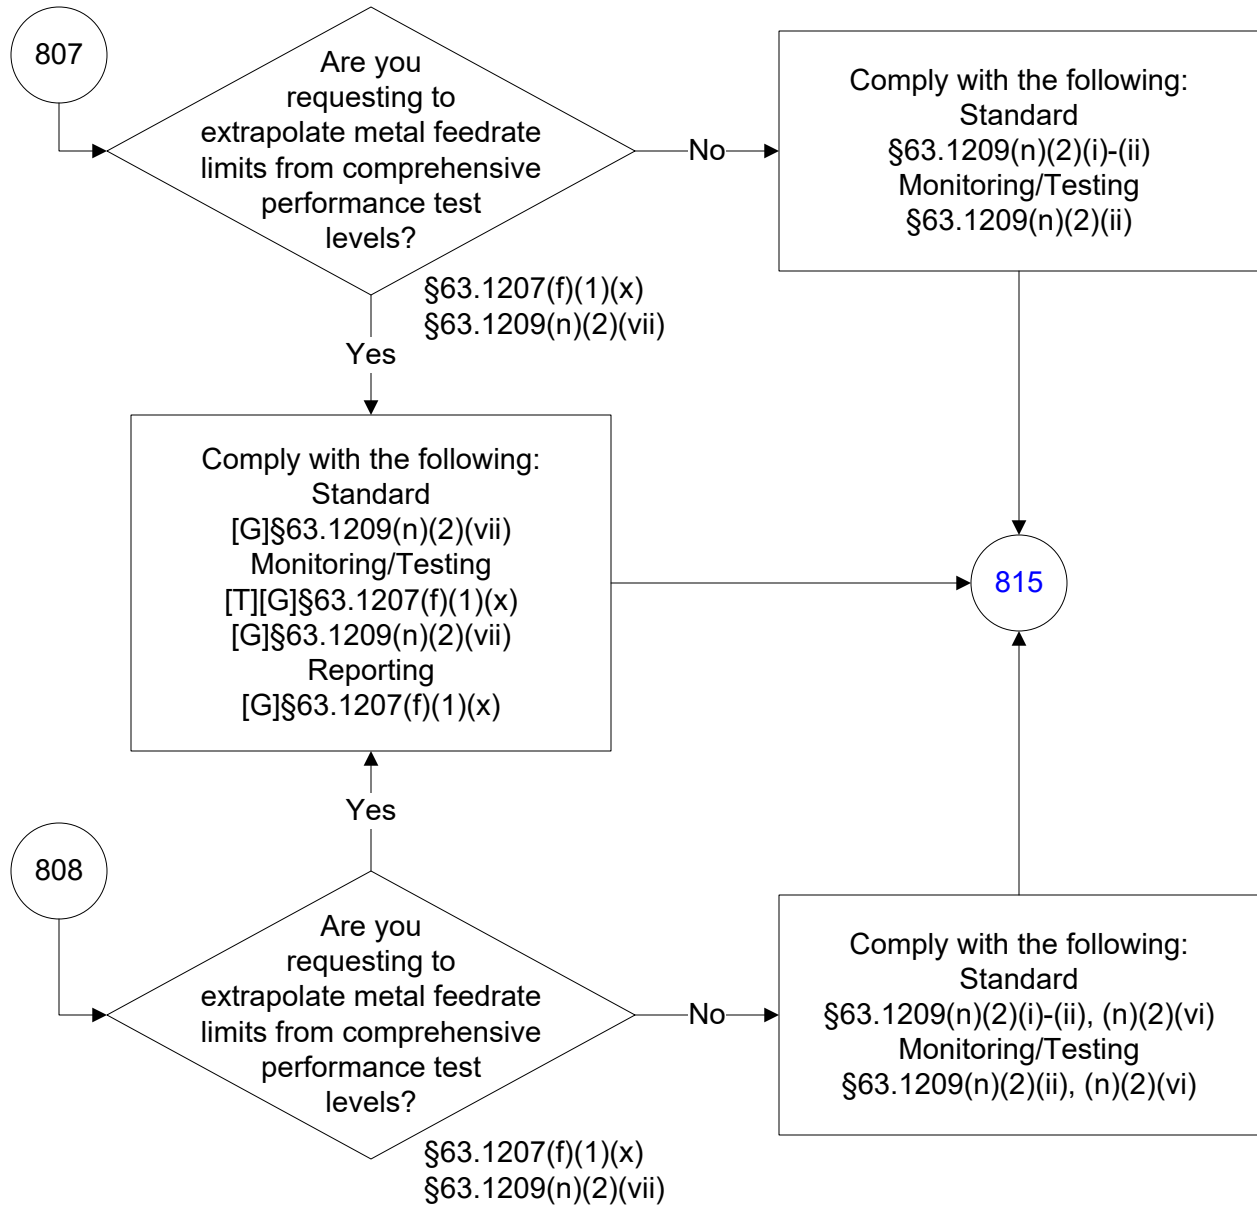 807
Are you
requesting to
extrapolate metal feedrate
limits from comprehensive
performance test
levels?
§63.1207(f)(1)(x)
§63.1209(n)(2)(vii)
No
Comply with the following:
Standard
§63.1209(n)(2)(i)-(ii)
Monitoring/Testing
§63.1209(n)(2)(ii)
Yes
Comply with the following:
Standard
[G]§63.1209(n)(2)(vii)
Monitoring/Testing
[T][G]§63.1207(f)(1)(x)
[G]§63.1209(n)(2)(vii)
Reporting
[G]§63.1207(f)(1)(x)
815
Yes
808
Are you
requesting to
extrapolate metal feedrate
limits from comprehensive
performance test
levels?
§63.1207(f)(1)(x)
§63.1209(n)(2)(vii)
No
Comply with the following:
Standard
§63.1209(n)(2)(i)-(ii), (n)(2)(vi)
Monitoring/Testing
§63.1209(n)(2)(ii), (n)(2)(vi)